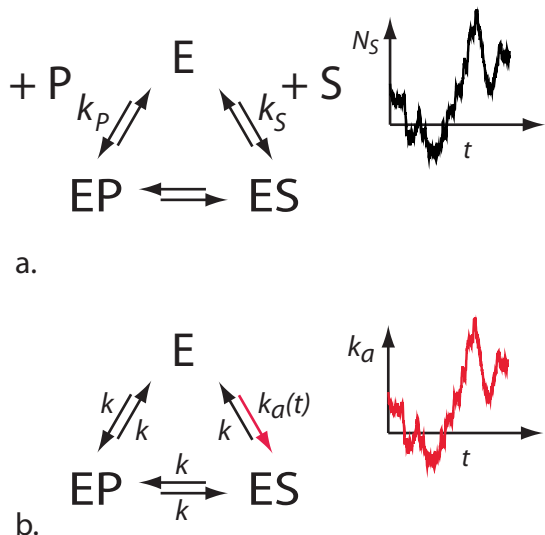 E
+ P
+ S
k_P
k_S
EP
ES
N_S
t
a.
E
k
k
k_a(t)
k
k
k
EP
ES
k_a
t
b.